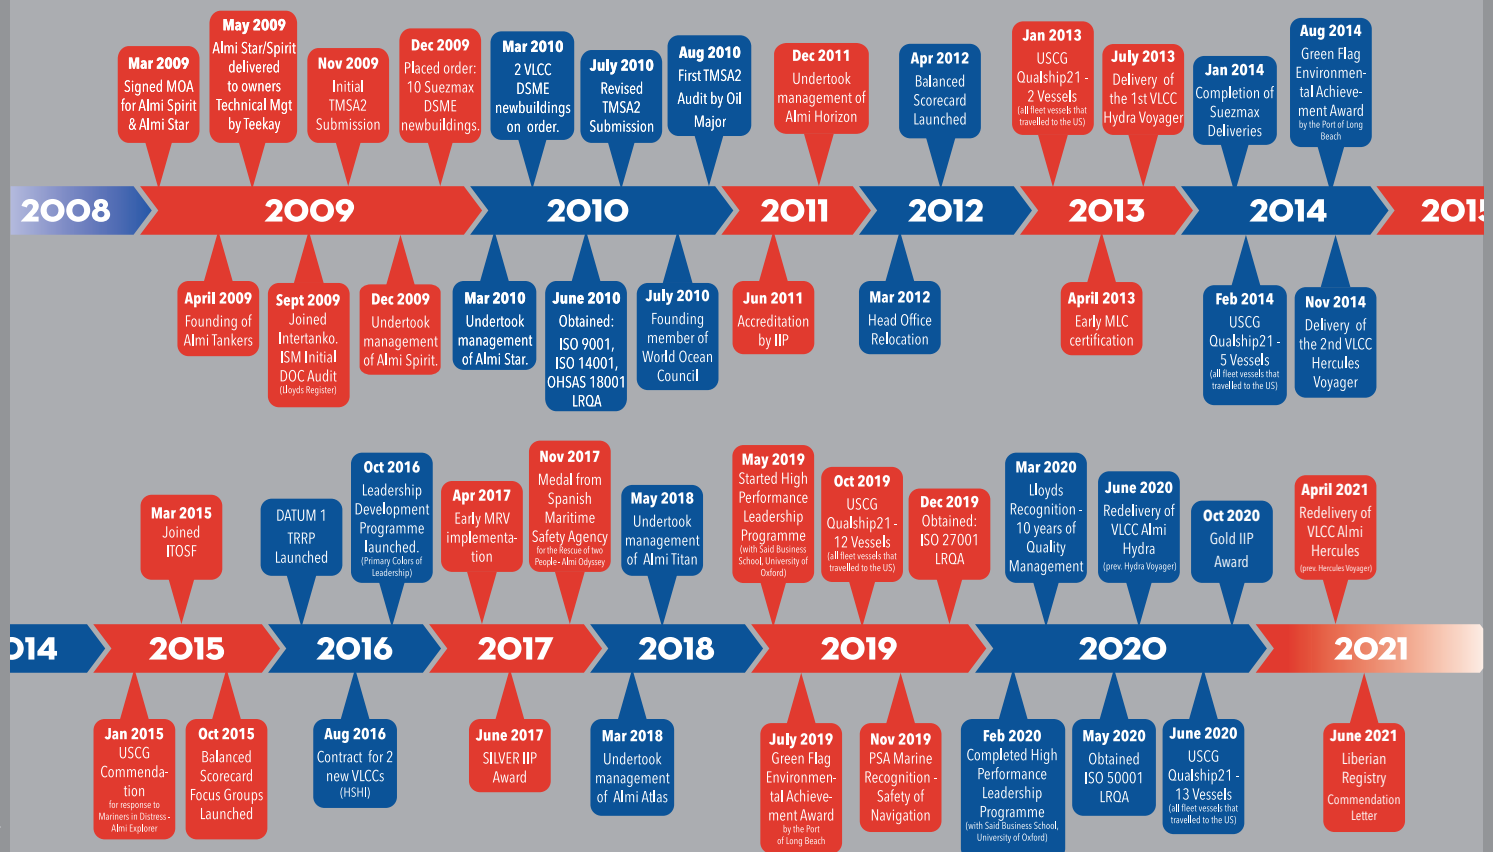 Mar 2009
Signed MOA
for Almi Spirit
& Almi Star
May 2009
Almi Star/Spirit
delivered
to owners
Technical Mgt
by Teekay
Nov 2009
Initial
TMSA2
Submission
Dec 2009
Placed order:
10 Suezmax
DSME
newbuildings.
Mar 2010
2 VLCC
DSME
newbuildings
on order.
July 2010
Revised
TMSA2
Submission
Aug 2010
First TMSA2
Audit by Oil
Major
Dec 2011
Undertook
management of
Almi Horizon
Apr 2012
Balanced
Scorecard
Launched
Jan 2013
USCG
Qualship21 -
2 Vessels
(all fleet vessels that
travelled to the US)
July 2013
Delivery of
the 1st VLCC
Hydra Voyager
Jan 2014
Completion of
Suezmax
Deliveries
Aug 2014
Green Flag
Environmen-
tal Achieve-
ment Award
by the Port of Long
Beach
2008
2009
2010
2011
2012
2013
2014
2015
April 2009
Founding of
Almi Tankers
Sept 2009
Joined
Intertanko.
ISM Initial
DOC Audit
(Lloyds Register)
Dec 2009
Undertook
management
of Almi Spirit.
Mar 2010
Undertook
management
of Almi Star.
June 2010
Obtained:
ISO 9001,
ISO 14001,
OHSAS 18001
LRQA
July 2010
Founding
member of
World Ocean
Council
Jun 2011
Accreditation
by IIP
Mar 2012
Head Office
Relocation
April 2013
Early MLC
certification
Feb 2014
USCG
Qualship21 -
5 Vessels
(all fleet vessels that
travelled to the US)
Nov 2014
Delivery of
the 2nd VLCC
Hercules
Voyager
Mar 2015
Joined
ITOSF
DATUM 1
TRRP
Launched
Oct 2016
Leadership
Development
Programme
launched.
(Primary Colors of
Leadership)
Apr 2017
Early MRV
implementa-
tion
Nov 2017
Medal from
Spanish
Maritime
Safety Agency
for the Rescue of two
People - Almi Odyssey
May 2018
Undertook
management
of Almi Titan
May 2019
Started High
Performance
Leadership
Programme
(with Said Business
School, University of
Oxford)
Oct 2019
USCG
Qualship21 -
12 Vessels
(all fleet vessels that
travelled to the US)
Dec 2019
Obtained:
ISO 27001
LRQA
Mar 2020
Lloyds
Recognition -
10 years of
Quality
Management
June 2020
Redelivery of
VLCC Almi
Hydra
(prev. Hydra Voyager)
Oct 2020
Gold IIP
Award
April 2021
Redelivery of
VLCC Almi
Hercules
(prev. Hercules Voyager)
014
2015
2016
2017
2018
2019
2020
2021
Jan 2015
USCG
Commenda-
tion
for response to
Mariners in Distress -
Almi Explorer
Oct 2015
Balanced
Scorecard
Focus Groups
Launched
Aug 2016
Contract for 2
new VLCCs
(HSHI)
June 2017
SILVER IIP
Award
Mar 2018
Undertook
management
of Almi Atlas
July 2019
Green Flag
Environmen-
tal Achieve-
ment Award
by the Port
of Long Beach
Nov 2019
PSA Marine
Recognition -
Safety of
Navigation
Feb 2020
Completed High
Performance
Leadership
Programme
(with Said Business School,
University of Oxford)
May 2020
Obtained
ISO 50001
LRQA
June 2020
USCG
Qualship21 -
13 Vessels
(all fleet vessels that
travelled to the US)
June 2021
Liberian
Registry
Commendation
Letter